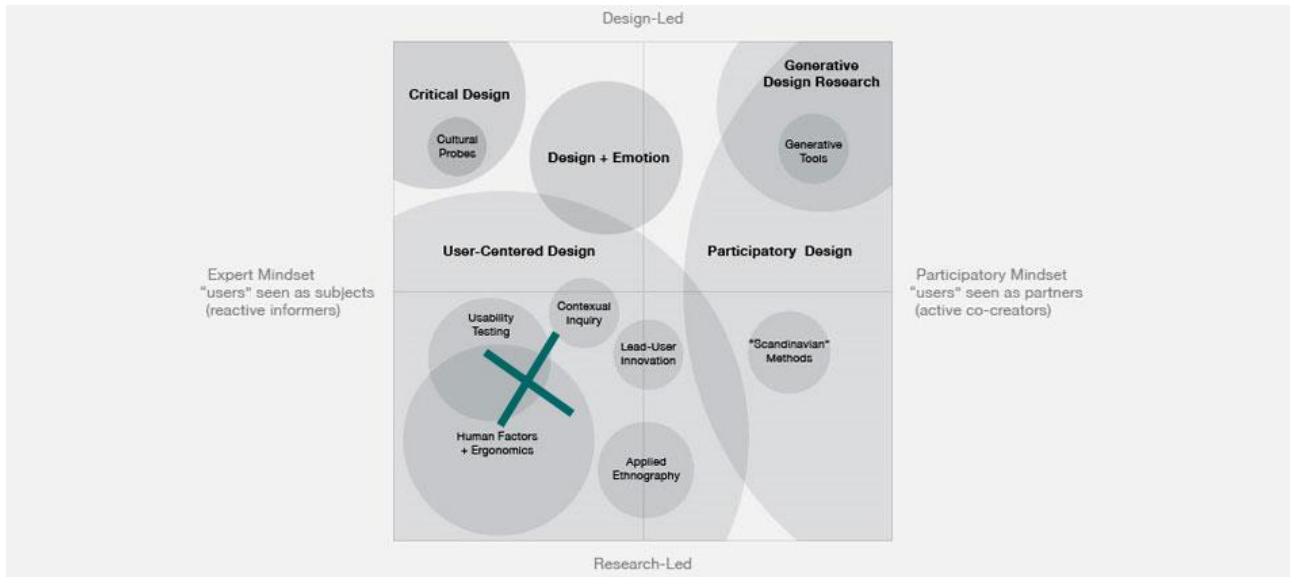 Design-Led
Generative
Design Research
Critical Design
Cultural
Probes
Generative
Tools
Design + Emotion
User-Centered Design
Participatory Design
Expert Mindset
"users" seen as subjects
(reactive informers)
Participatory Mindset
"users" seen as partners
(active co-creators)
Contexual
Inquiry
Usability
Testing
Lead-User
Innovation
"Scandinavian"
Methods
Human Factors
+ Ergonomics
Applied
Ethnography
Research-Led